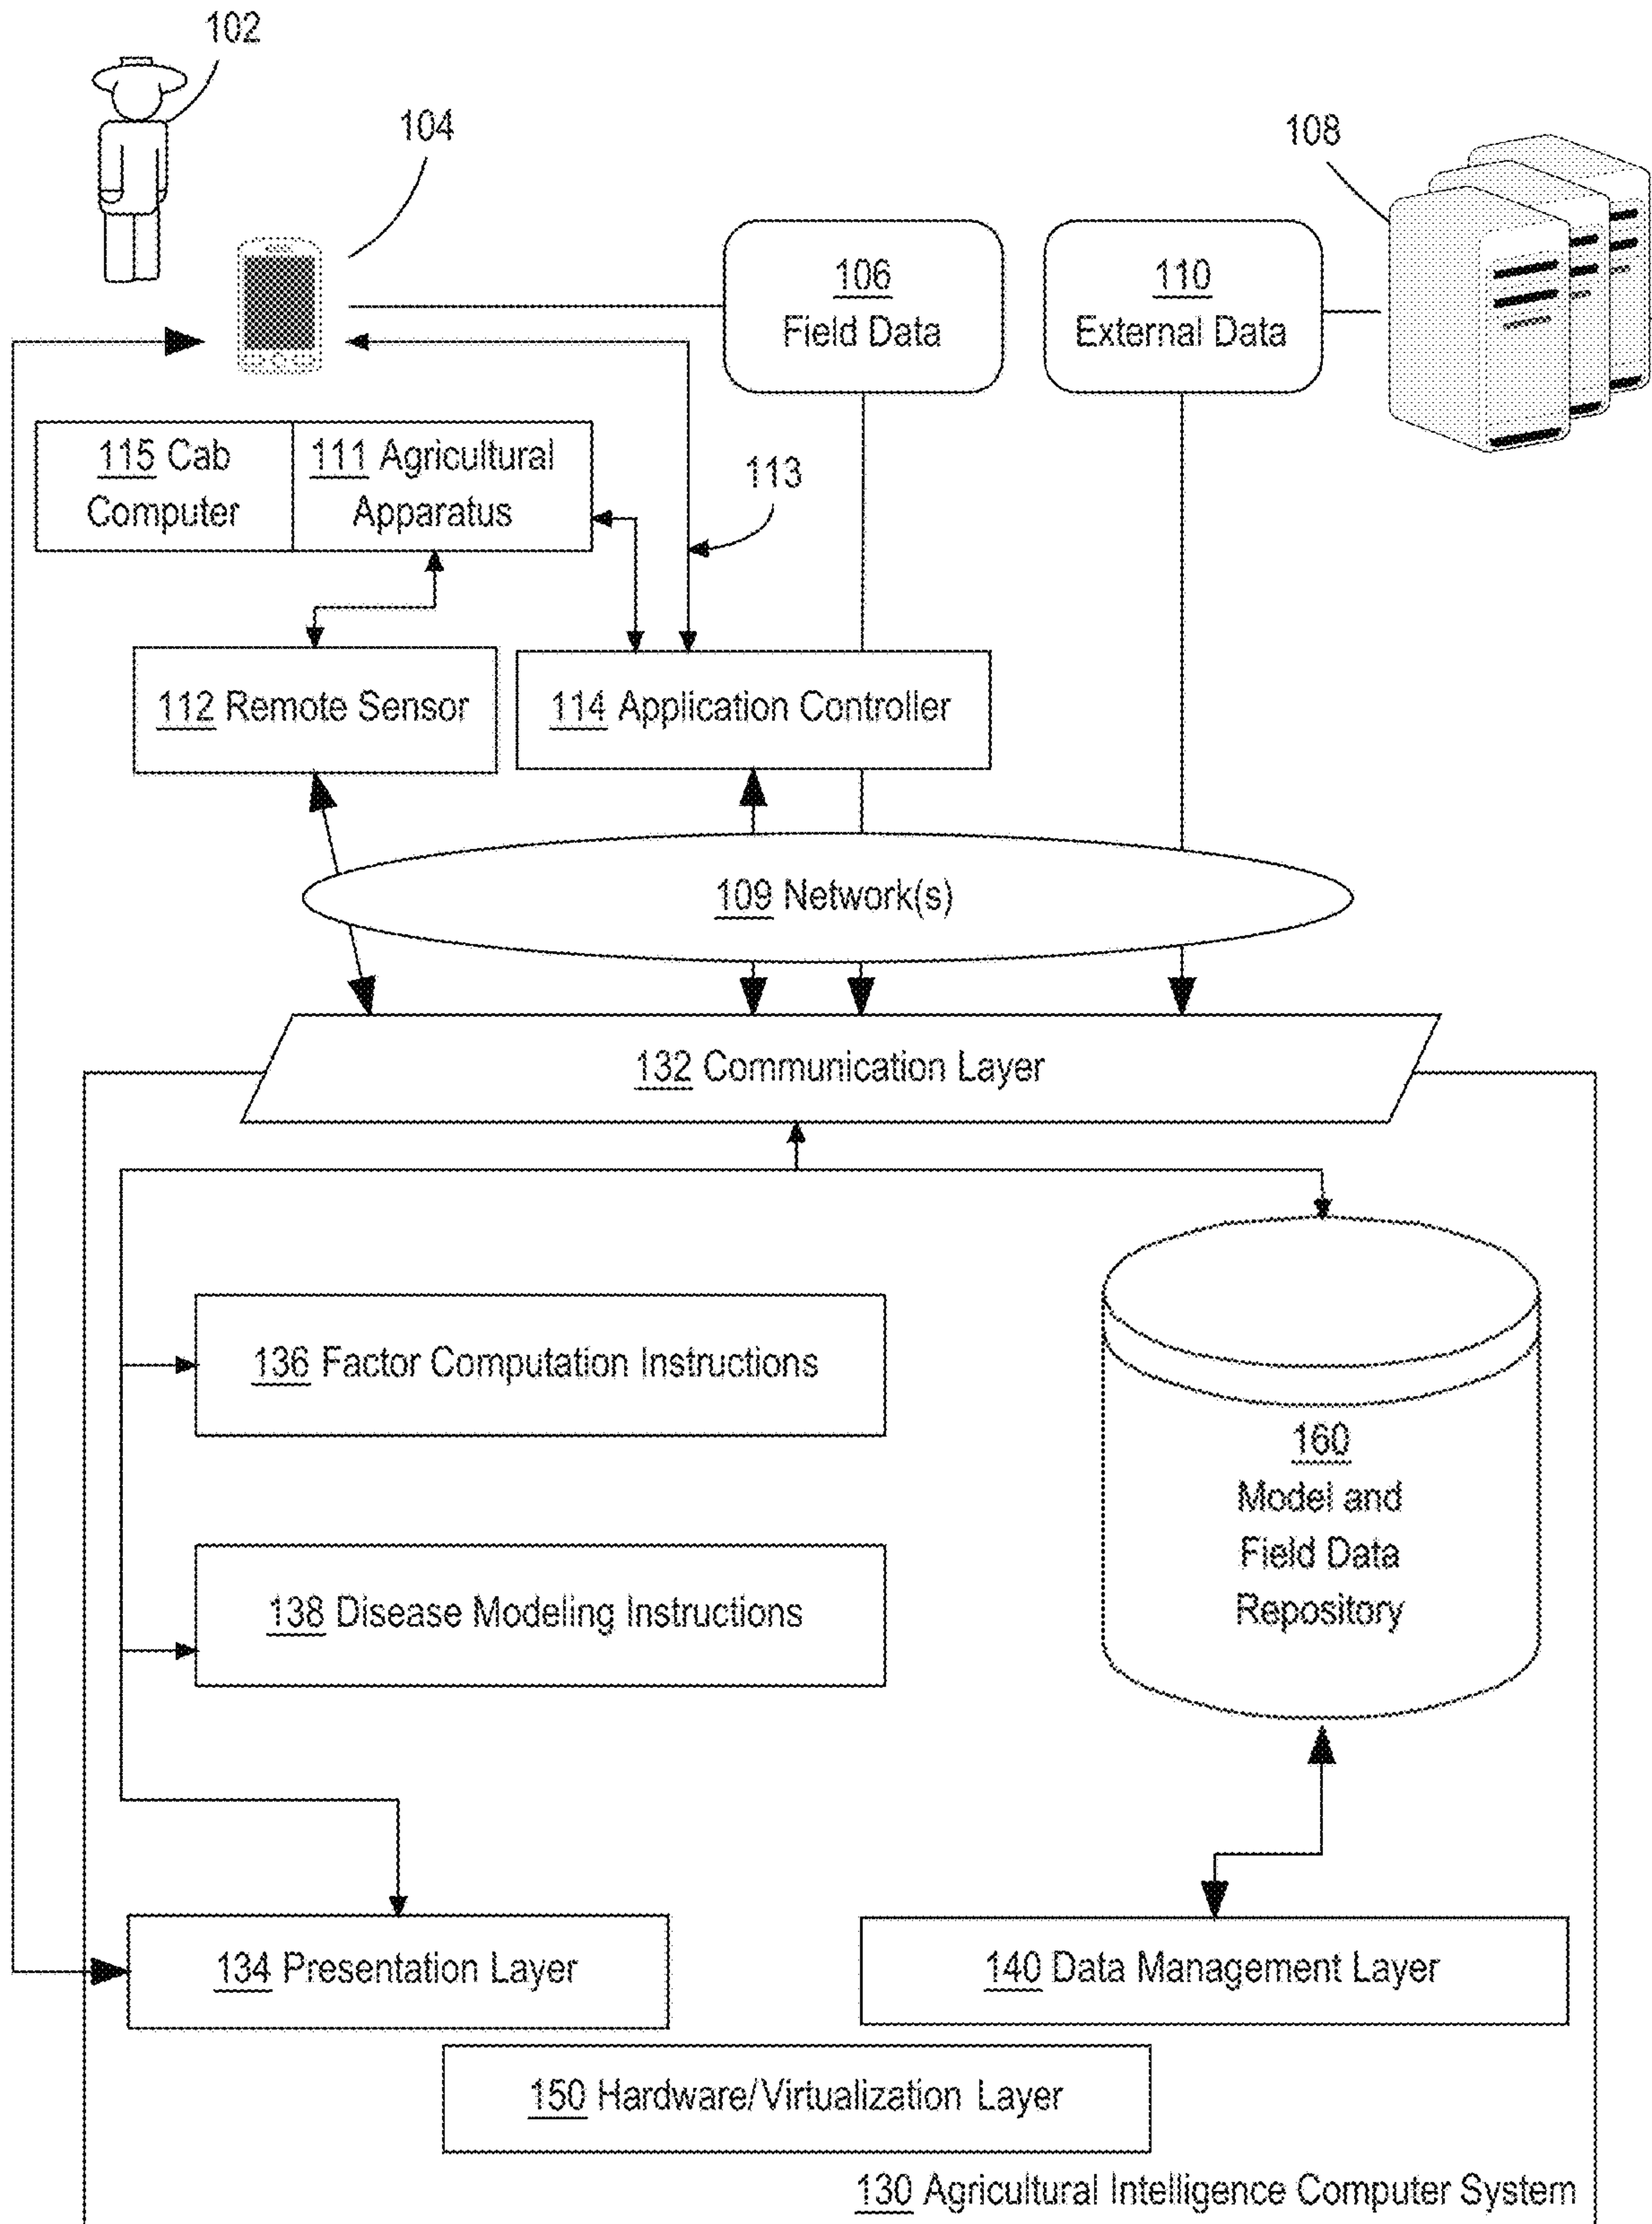 102
104
108
106
Field Data
110
External Data
115 Cab
Computer
111 Agricultural
Apparatus
113
112 Remote Sensor
114 Application Controller
109 Network(s)
132 Communication Layer
136 Factor Computation Instructions
160
Model and
Field Data
Repository
138 Disease Modeling Instructions
134 Presentation Layer
140 Data Management Layer
150 Hardware/Virtualization Layer
130 Agricultural Intelligence Computer System